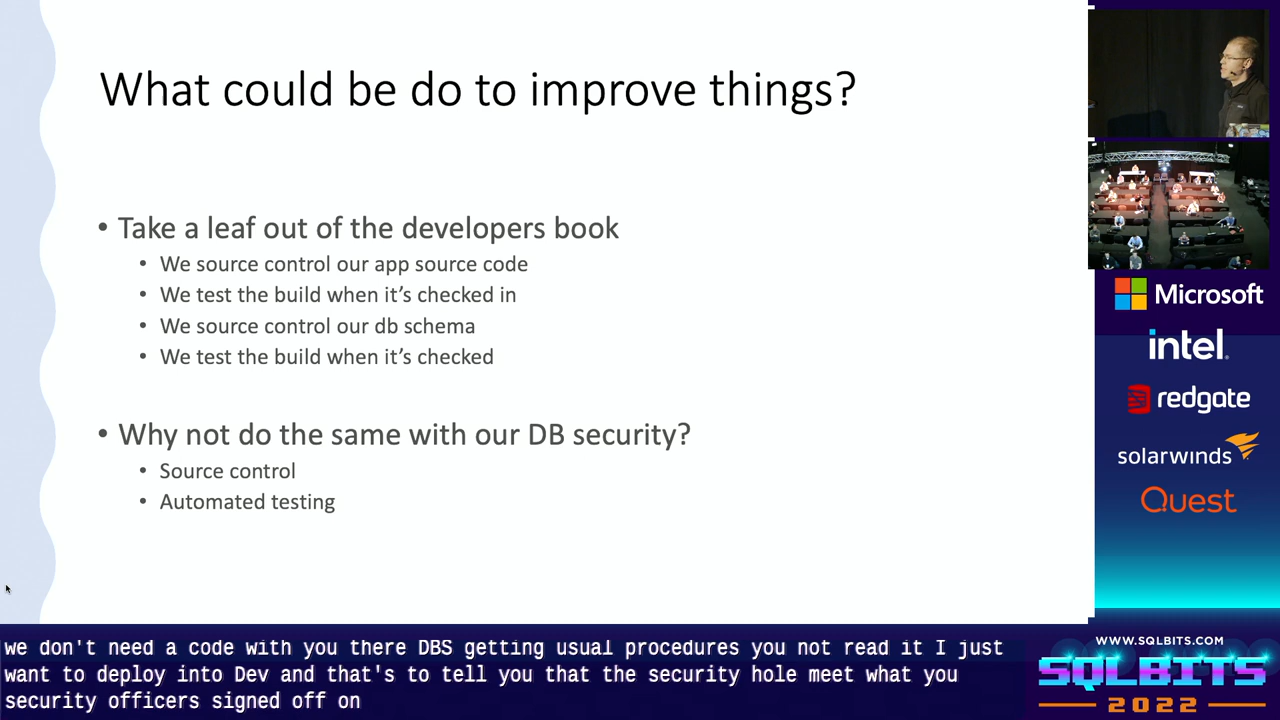 What could be do to improve things?
• Take a leaf out of the developers book
• We source control our app source code
• We test the build when it's checked in
• We source control our db schema
• We test the build when it's checked
• Why not do the same with our DB security?
• Source control
• Automated testing
Microsoft
intel.
redgate
solarwinds
Quest
we don't need a code with you there DBS getting usual procedures you not read it I just
want to deploy into Dev and that's to tell you that the security hole meet what you
security officers signed off on
WWW.SQLBITS.COM
SQLBITS
2022